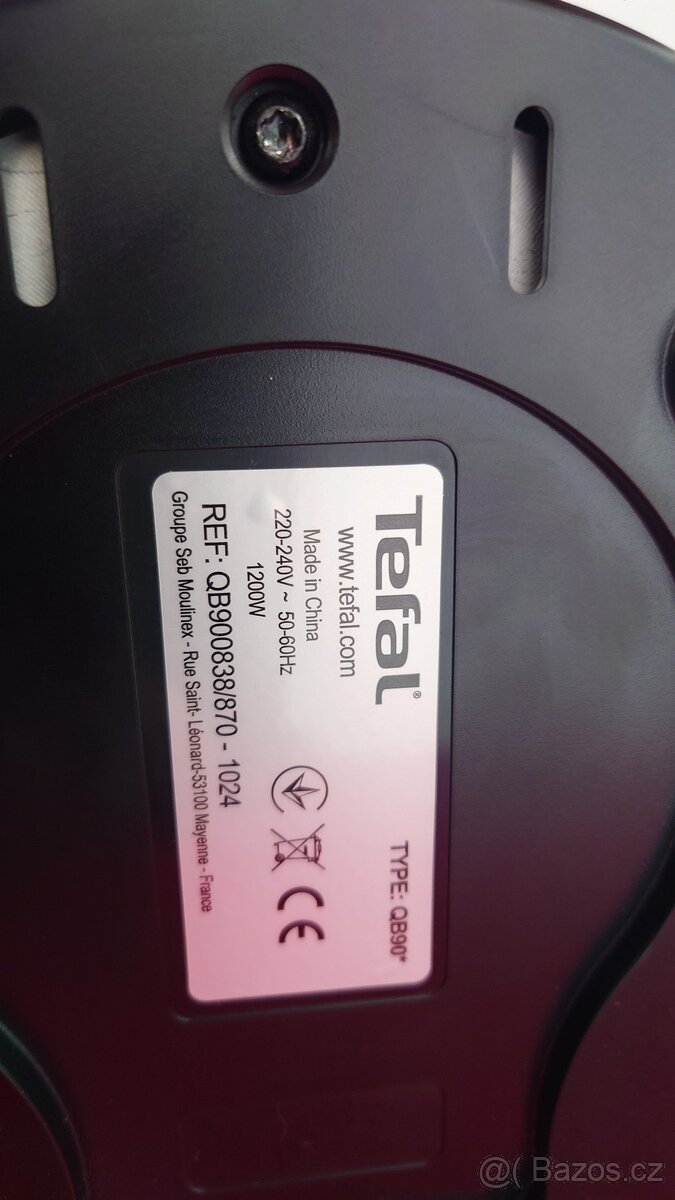 Tefal®
TYPE: QB90*
www.tefal.com
Made in China
220-240V ~ 50-60Hz
1200W
CE
REF: QB900838/870 - 1024
Groupe Seb Moulinex - Rue Saint- Léonard-53100 Mayenne - France
@( Bazos.cz